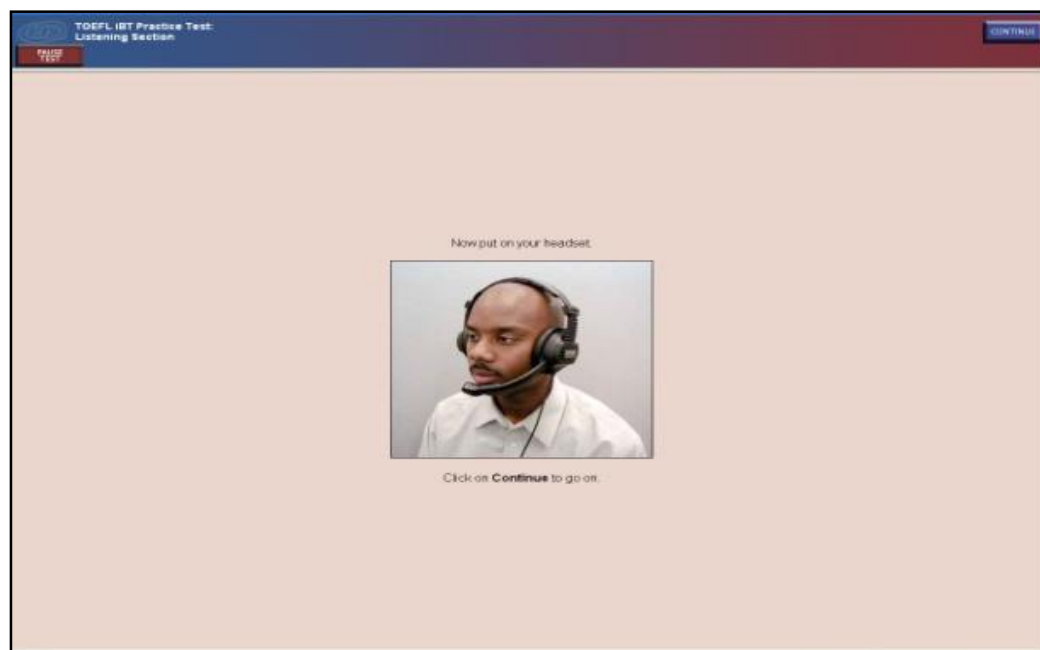 TOEFL iBT Practice Test:
Listening Section
PAUSE
TEST
CONTINUE
Now put on your headset.
Click on Continue to go on.